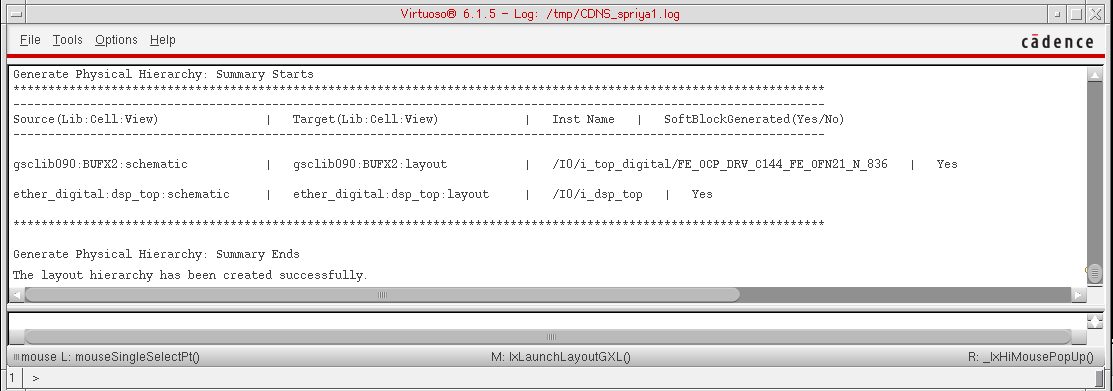 Virtuoso® 6.1.5 - Log: /tmp/CDNS_spriya1.log
File Tools Options Help
cādence
Generate Physical Hierarchy: Summary Starts
********************************************************************************************************************
--------------------------------------------------------------------------------------------------------------------
Source(Lib:Cell:View) | Target(Lib:Cell:View) | Inst Name | SoftBlockGenerated(Yes/No)
--------------------------------------------------------------------------------------------------------------------
gsclib090:BUFX2:schematic | gsclib090:BUFX2:layout | /I0/i_top_digital/FE_OCP_DRV_C144_FE_OFN21_N_836 | Yes
ether_digital:dsp_top:schematic | ether_digital:dsp_top:layout | /I0/i_dsp_top | Yes
********************************************************************************************************************
Generate Physical Hierarchy: Summary Ends
The layout hierarchy has been created successfully.
mouse L: mouseSingleSelectPt() M: lxLaunchLayoutGXL() R: _lxHiMousePopUp()
1 >